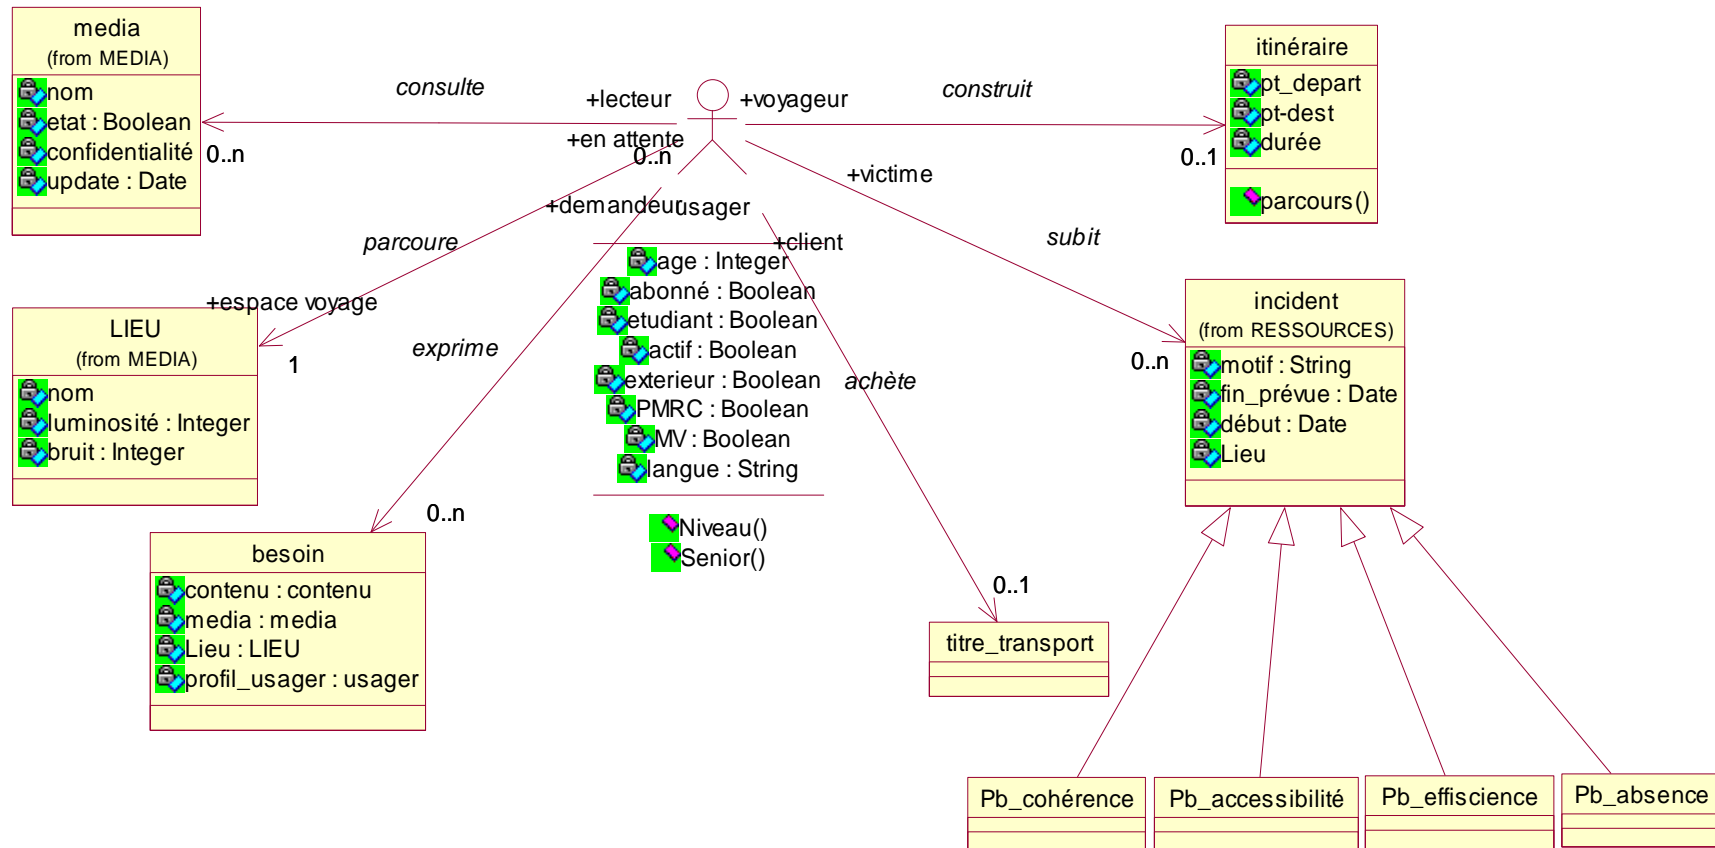 media
(from MEDIA)
nom
etat : Boolean
confidentialité
update : Date
consulte
0..n
+lecteur
+en attente
0..n
+voyageur
construit
0..1
itinéraire
pt_depart
pt-dest
durée
parcours()
+victime
subit
0..n
+demandeur
usager
+client
age : Integer
abonné : Boolean
etudiant : Boolean
actif : Boolean
exterieur : Boolean
PMRC : Boolean
MV : Boolean
langue : String
Niveau()
Senior()
parcoure
+espace voyage
1
LIEU
(from MEDIA)
nom
luminosité : Integer
bruit : Integer
exprime
0..n
besoin
contenu : contenu
media : media
Lieu : LIEU
profil_usager : usager
achète
0..1
titre_transport
incident
(from RESSOURCES)
motif : String
fin_prévue : Date
début : Date
Lieu
Pb_cohérence
Pb_accessibilité
Pb_effiscience
Pb_absence